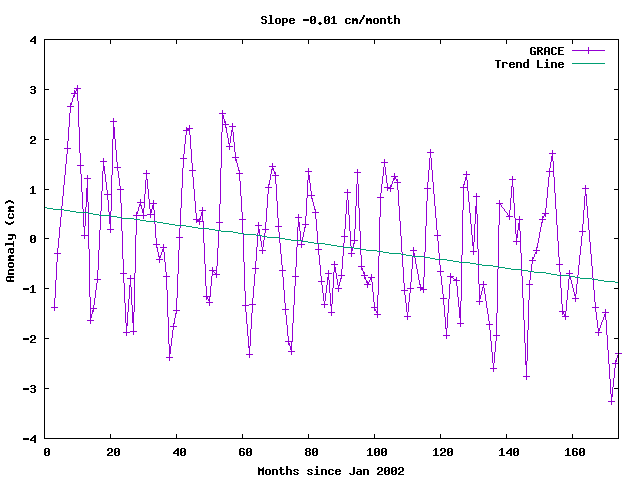 Slope -0.01 cm/month
4
3
2
1
0
-1
-2
-3
-4
Anomaly (cm)
GRACE
Trend Line
0 20 40 60 80 100 120 140 160
Months since Jan 2002